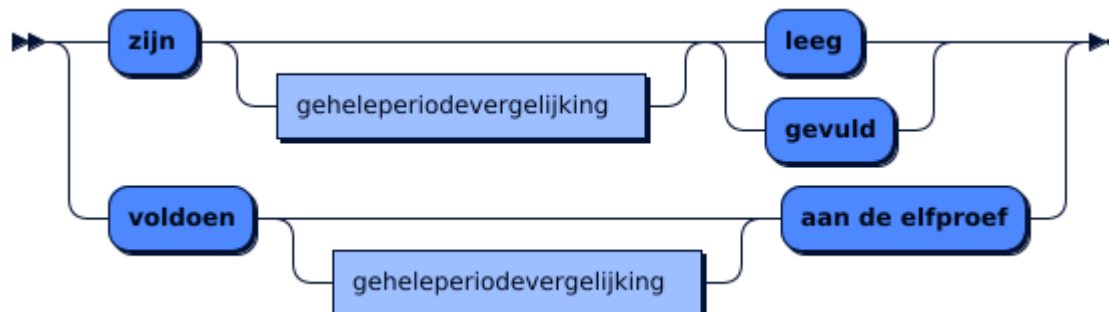 zijn
leeg
geheleperiodevergelijking
gevuld
voldoen
aan de elfproef
geheleperiodevergelijking